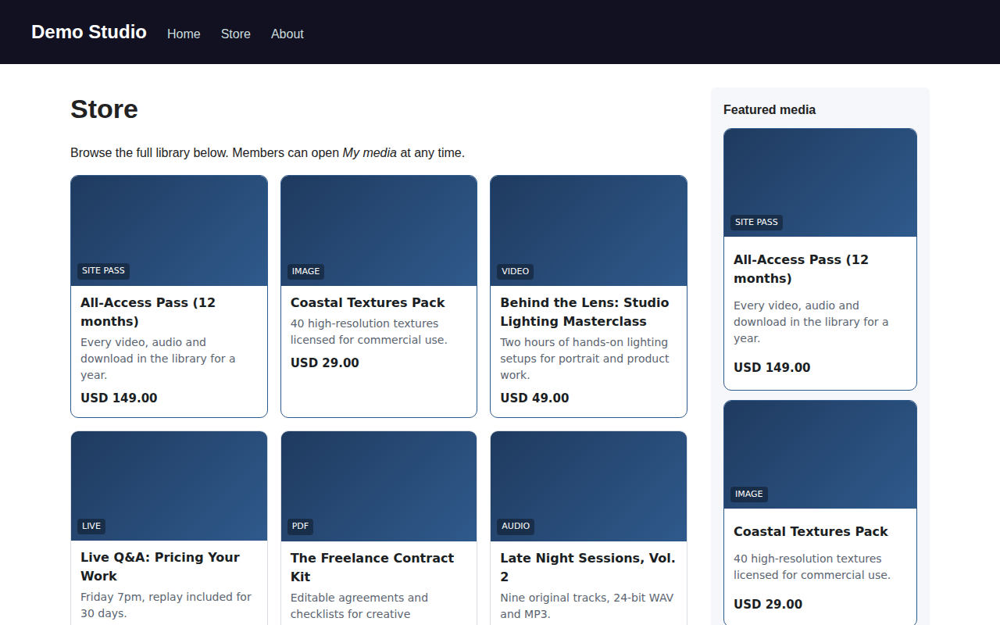 Demo Studio
Home
Store
About
Store
Browse the full library below. Members can open My media at any time.
SITE PASS
All-Access Pass (12
months)
Every video, audio and
download in the library for a
year.
USD 149.00
IMAGE
Coastal Textures Pack
40 high-resolution textures
licensed for commercial use.
USD 29.00
VIDEO
Behind the Lens: Studio
Lighting Masterclass
Two hours of hands-on lighting
setups for portrait and product
work.
USD 49.00
LIVE
Live Q&A: Pricing Your
Work
Friday 7pm, replay included for
30 days.
PDF
The Freelance Contract
Kit
Editable agreements and
checklists for creative
AUDIO
Late Night Sessions, Vol.
2
Nine original tracks, 24-bit WAV
and MP3.
Featured media
SITE PASS
All-Access Pass (12
months)
Every video, audio and
download in the library for a
year.
USD 149.00
IMAGE
Coastal Textures Pack
40 high-resolution textures
licensed for commercial use.
USD 29.00